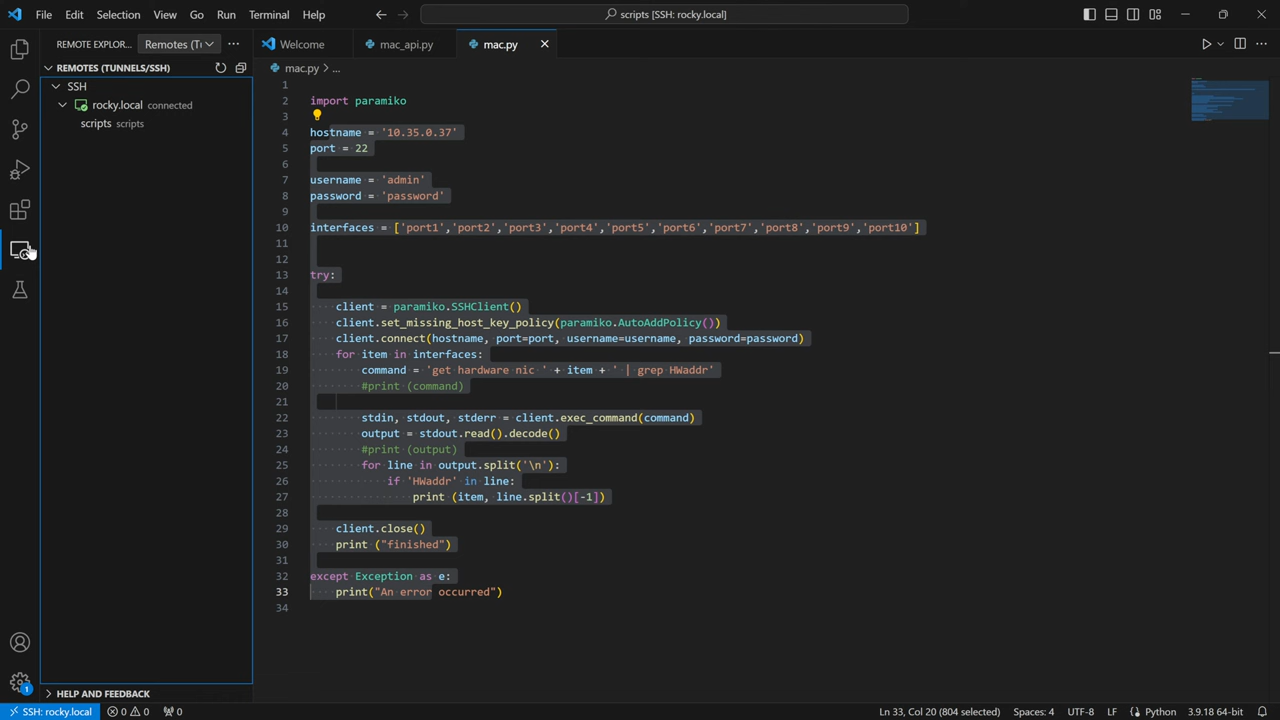 File Edit Selection View Go Run Terminal Help
scripts [SSH: rocky.local]
REMOTE EXPLOR... Remotes (Tu
REMOTES (TUNNELS/SSH)
SSH
rocky.local connected
scripts scripts
HELP AND FEEDBACK
Welcome mac_api.py mac.py
mac.py > ...
1
2 import paramiko
3
4 hostname = '10.35.0.37'
5 port = 22
6
7 username = 'admin'
8 password = 'password'
9
10 interfaces = ['port1','port2','port3','port4','port5','port6','port7','port8','port9','port10']
11
12
13 try:
14
15 client = paramiko.SSHClient()
16 client.set_missing_host_key_policy(paramiko.AutoAddPolicy())
17 client.connect(hostname, port=port, username=username, password=password)
18 for item in interfaces:
19 command = 'get hardware nic ' + item + ' | grep HWaddr'
20 #print (command)
21
22 stdin, stdout, stderr = client.exec_command(command)
23 output = stdout.read().decode()
24 #print (output)
25 for line in output.split('\n'):
26 if 'HWaddr' in line:
27 print (item, line.split()[-1])
28
29 client.close()
30 print ("finished")
31
32 except Exception as e:
33 print("An error occurred")
34
1
SSH: rocky.local 0 0 0 Ln 33, Col 20 (804 selected) Spaces: 4 UTF-8 LF Python 3.9.18 64-bit